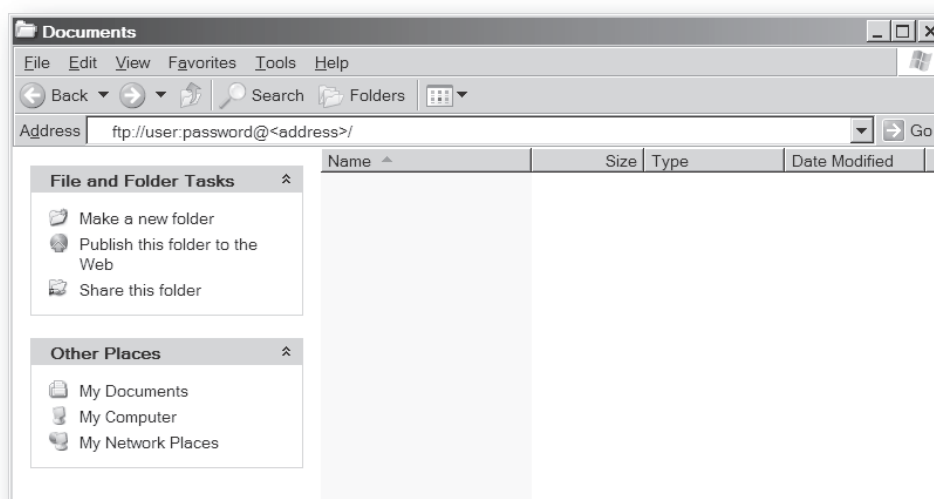 Documents
File Edit View Favorites Tools Help
Back Search Folders
Address ftp://user:password@<address>/ Go
Name Size Type Date Modified
File and Folder Tasks
Make a new folder
Publish this folder to the
Web
Share this folder
Other Places
My Documents
My Computer
My Network Places